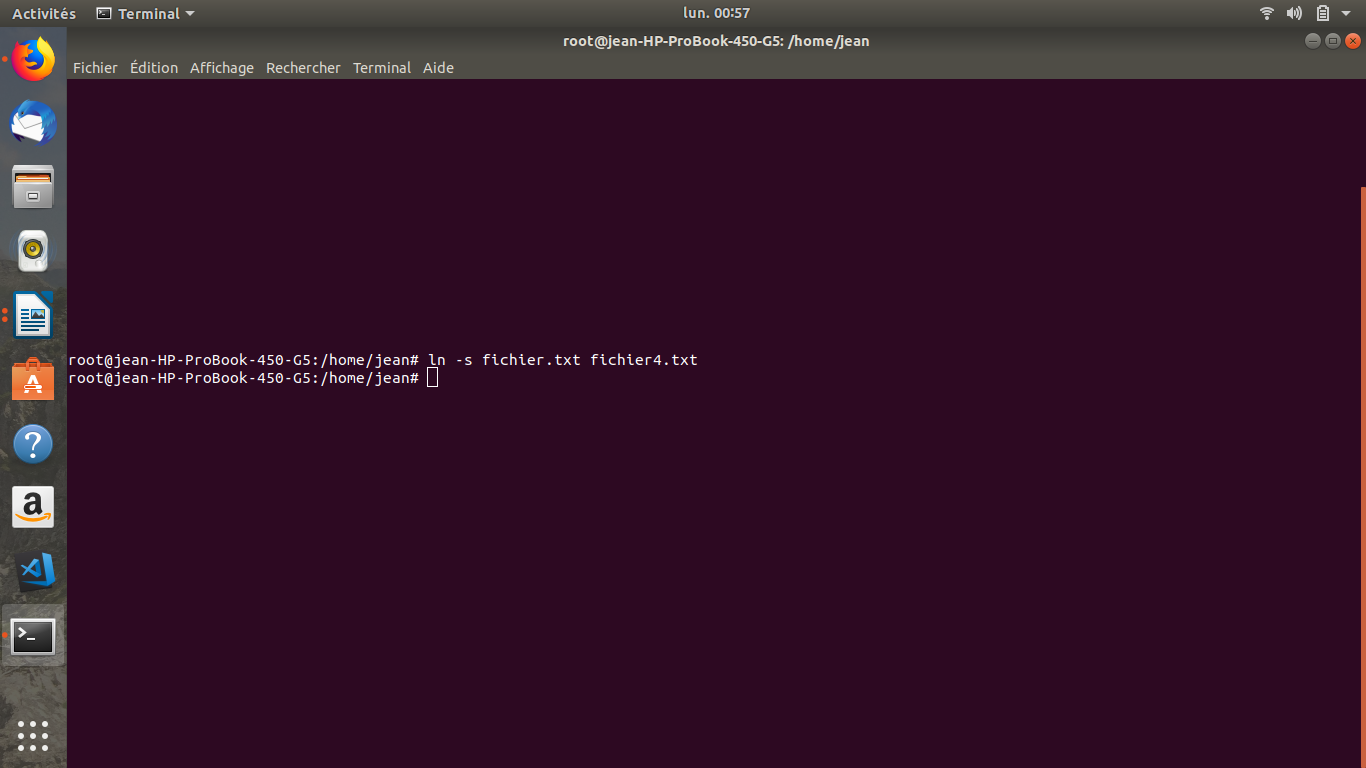 Activités Terminal lun. 00:57
root@jean-HP-ProBook-450-G5: /home/jean
Fichier Édition Affichage Rechercher Terminal Aide
root@jean-HP-ProBook-450-G5:/home/jean# ln -s fichier.txt fichier4.txt
root@jean-HP-ProBook-450-G5:/home/jean#